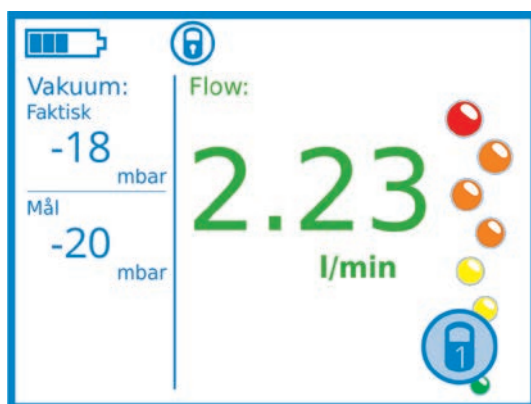 Vakuum:
Faktisk
-18
mbar
Mål
-20
mbar
Flow:
2.23
l/min
1